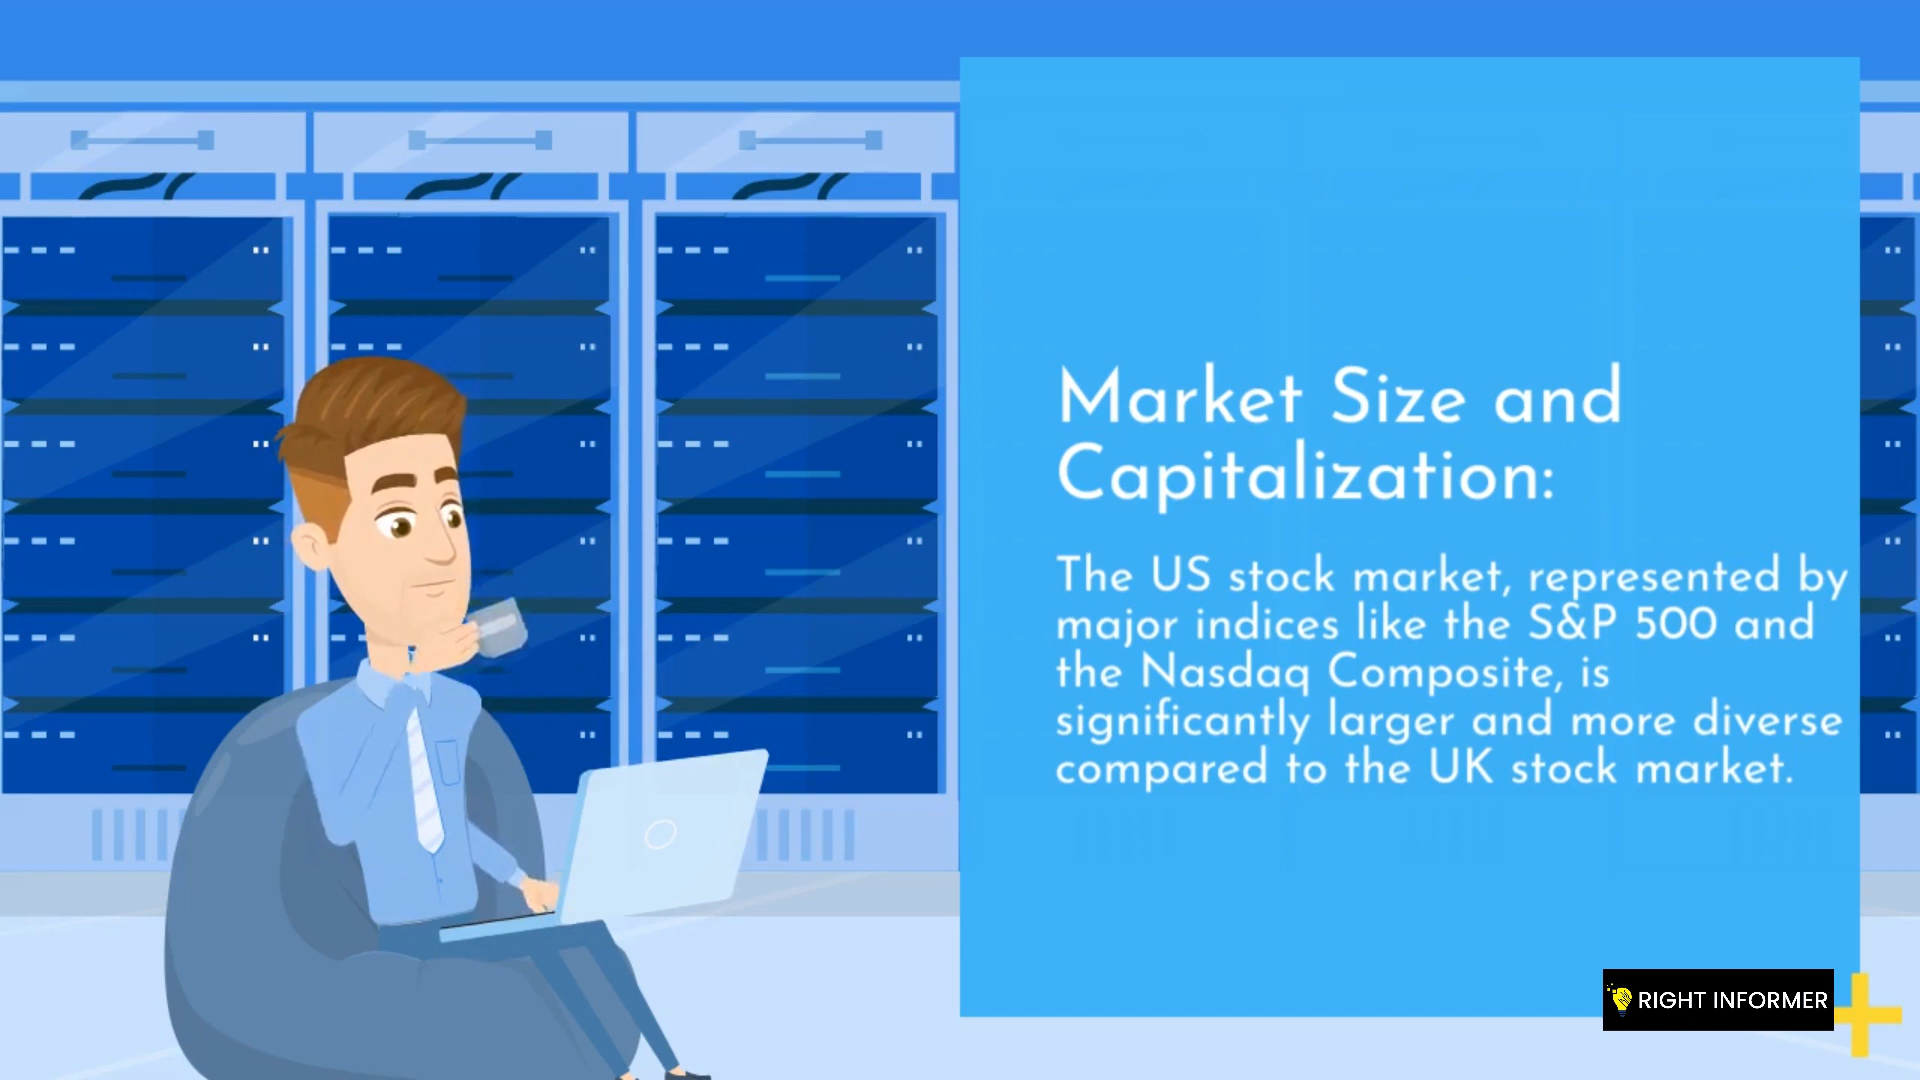 Market Size and
Capitalization:
The US stock market, represented by
major indices like the S&P 500 and
the Nasdaq Composite, is
significantly larger and more diverse
compared to the UK stock market.
RIGHT INFORMER